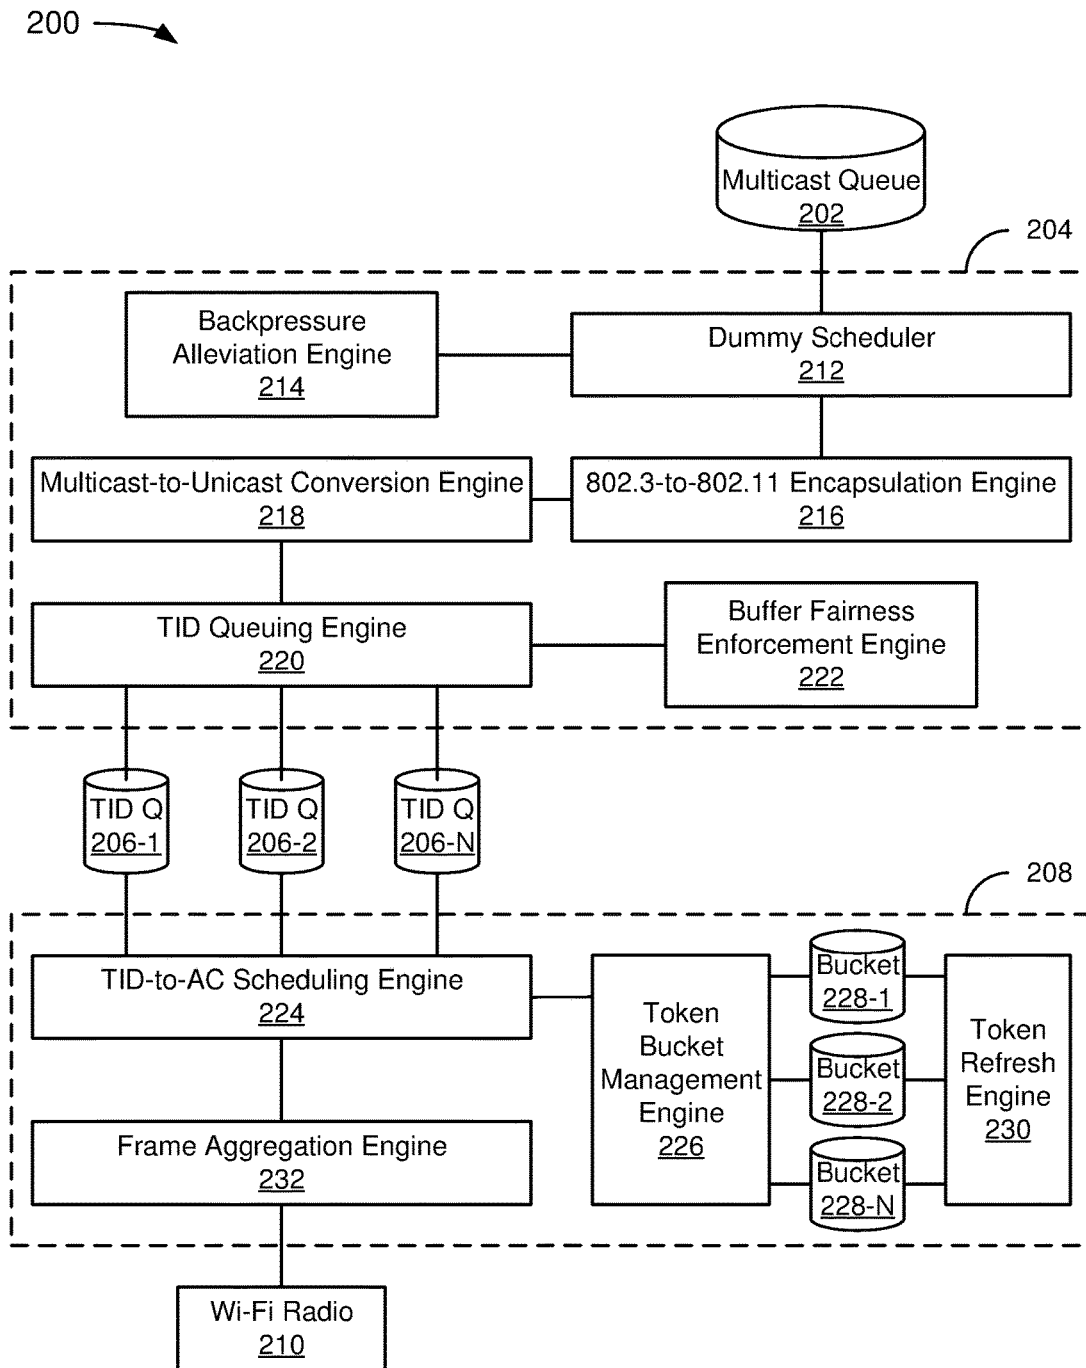 200
Multicast Queue
202
204
Backpressure
Alleviation Engine
214
Dummy Scheduler
212
Multicast-to-Unicast Conversion Engine
218
802.3-to-802.11 Encapsulation Engine
216
TID Queuing Engine
220
Buffer Fairness
Enforcement Engine
222
TID Q
206-1
TID Q
206-2
TID Q
206-N
208
TID-to-AC Scheduling Engine
224
Token
Bucket
Management
Engine
226
Bucket
228-1
Bucket
228-2
Bucket
228-N
Token
Refresh
Engine
230
Frame Aggregation Engine
232
Wi-Fi Radio
210